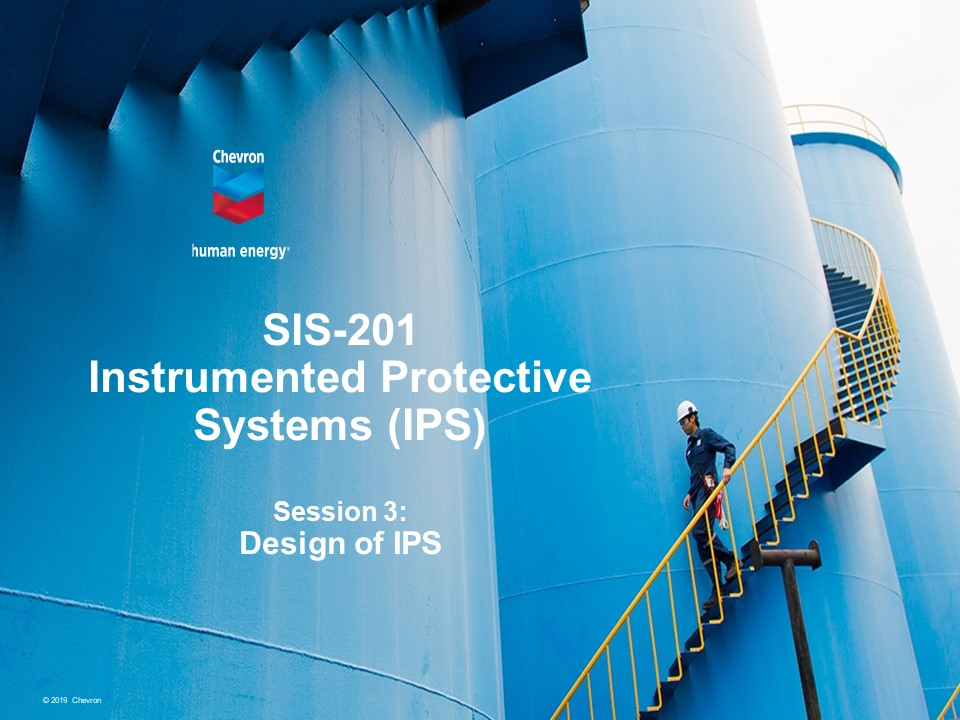 Chevron
human energy®
SIS-201
Instrumented Protective
Systems (IPS)
Session 3:
Design of IPS
© 2019 Chevron